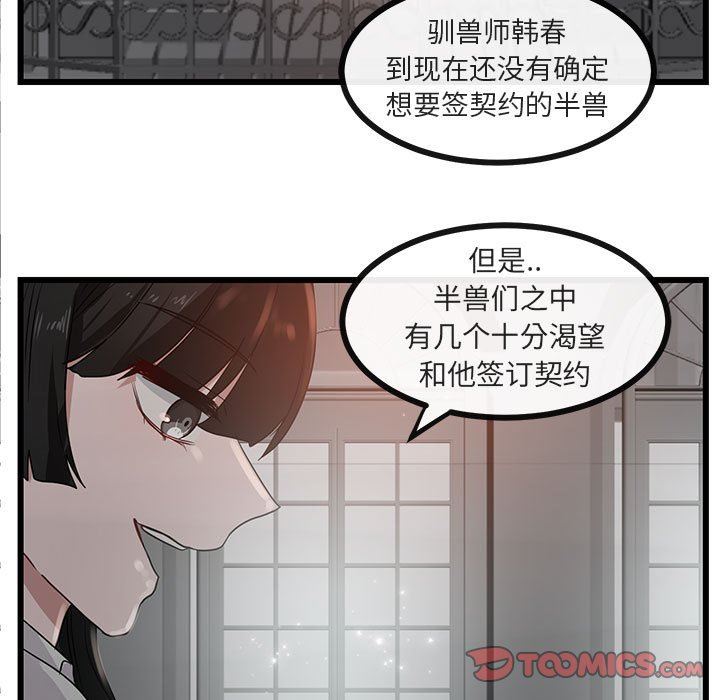 驯兽师韩春
到现在还没有确定
想要签契约的半兽
但是..
半兽们之中
有几个十分渴望
和他签订契约
TOOMICS.COM